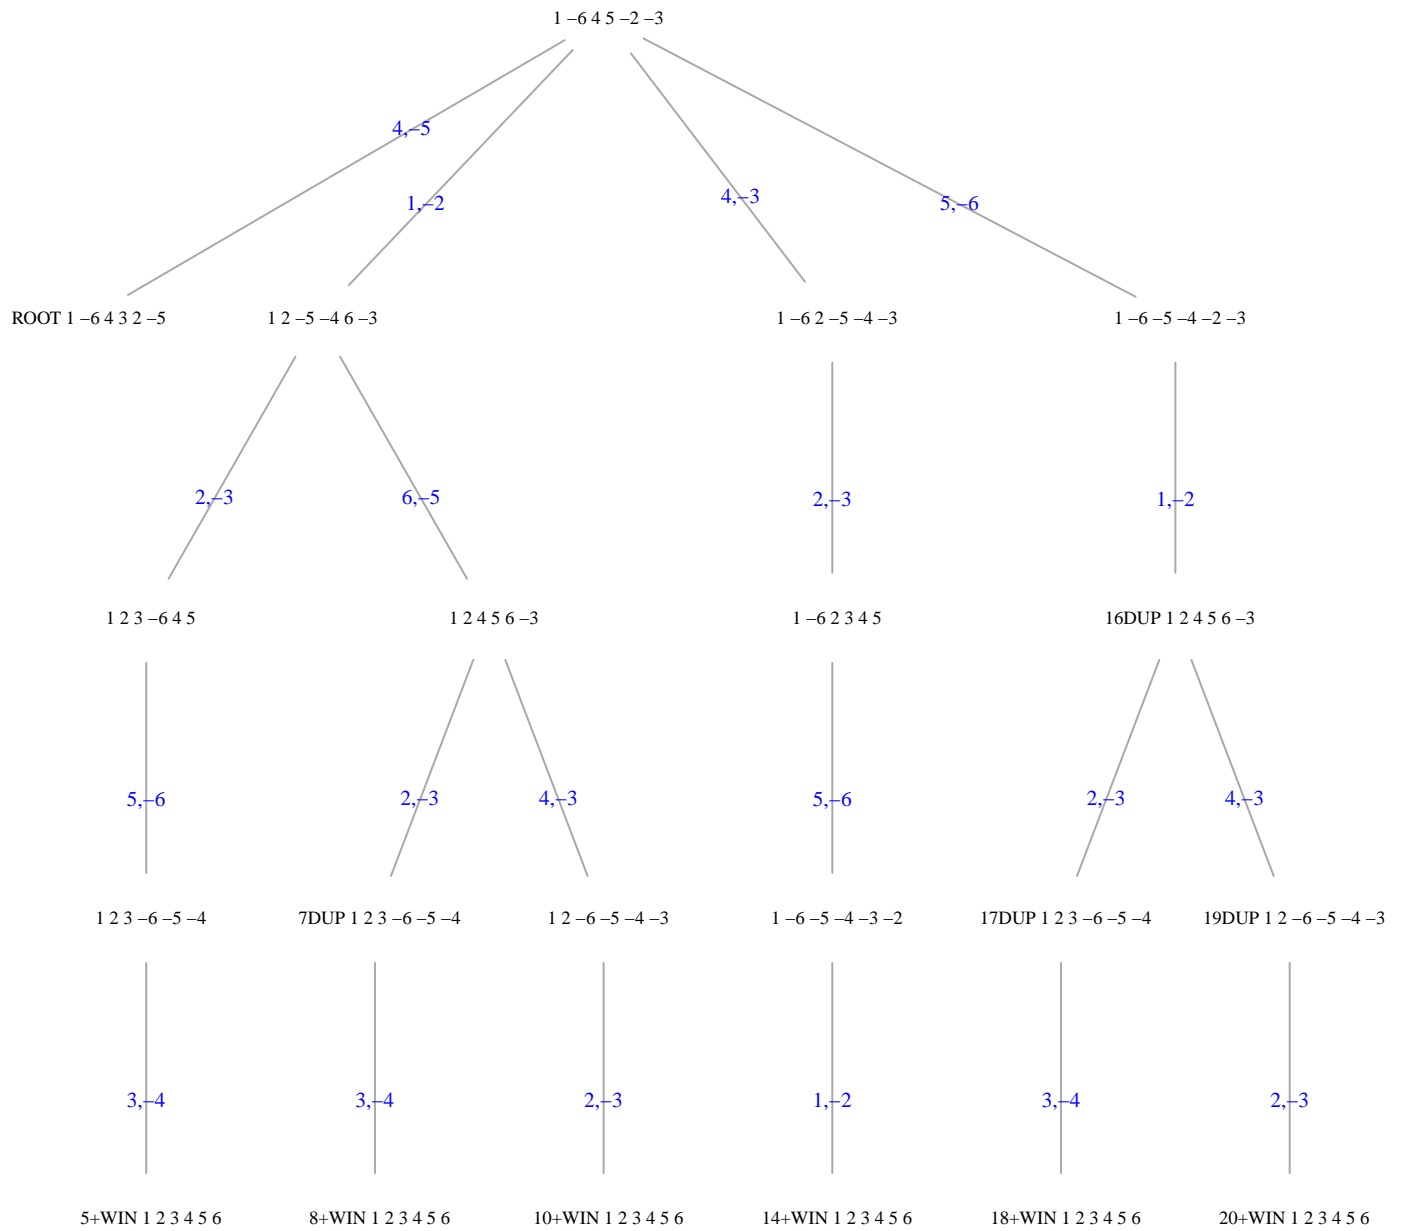 1 –6 4 5 –2 –3
4,–5
1,–2
4,–3
5,–6
ROOT 1 –6 4 3 2 –5
1 2 –5 –4 6 –3
1 –6 2 –5 –4 –3
1 –6 –5 –4 –2 –3
2,–3
6,–5
2,–3
1,–2
1 2 3 –6 4 5
1 2 4 5 6 –3
1 –6 2 3 4 5
16DUP 1 2 4 5 6 –3
5,–6
2,–3
4,–3
5,–6
2,–3
4,–3
1 2 3 –6 –5 –4
7DUP 1 2 3 –6 –5 –4
1 2 –6 –5 –4 –3
1 –6 –5 –4 –3 –2
17DUP 1 2 3 –6 –5 –4
19DUP 1 2 –6 –5 –4 –3
3,–4
3,–4
2,–3
1,–2
3,–4
2,–3
5+WIN 1 2 3 4 5 6
8+WIN 1 2 3 4 5 6
10+WIN 1 2 3 4 5 6
14+WIN 1 2 3 4 5 6
18+WIN 1 2 3 4 5 6
20+WIN 1 2 3 4 5 6